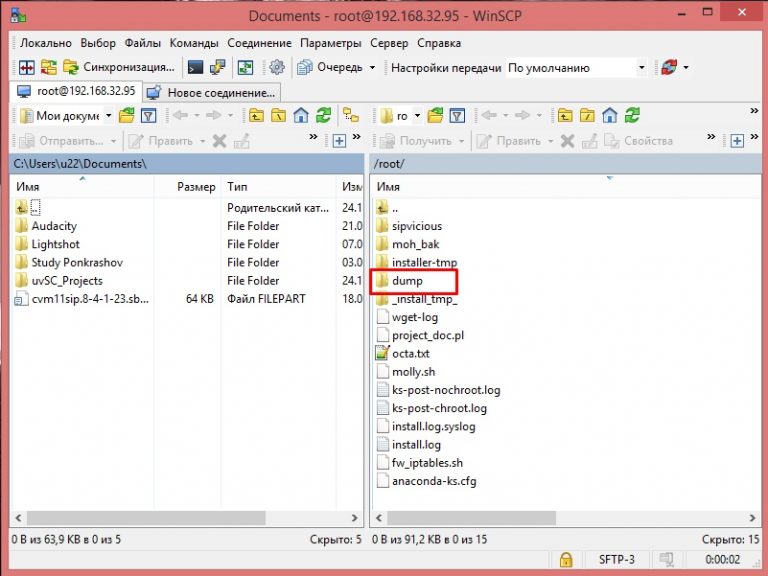 Documents - root@192.168.32.95 - WinSCP
Локально Выбор Файлы Команды Соединение Параметры Сервер Справка
Синхронизация... Очередь Настройки передачи По умолчанию
root@192.168.32.95 Новое соединение...
Мои докуме ro
Отправить... Править Получить Править Свойства
C:\Users\u22\Documents\ /root/
Имя Размер Тип Изм Имя
.. Родительский кат... 24.1 ..
Audacity File Folder 21.0 sipvicious
Lightshot File Folder 07.0 moh_bak
Study Ponkrashov File Folder 03.0 installer-tmp
uvSC_Projects File Folder 24.1 dump
cvm11sip.8-4-1-23.sb... 64 KB Файл FILEPART 18.0 _install_tmp_
wget-log
project_doc.pl
octa.txt
molly.sh
ks-post-nochroot.log
ks-post-chroot.log
install.log.syslog
install.log
fw_iptables.sh
anaconda-ks.cfg
0 B из 63,9 KB в 0 из 5 Скрыто: 5 0 B из 91,2 KB в 0 из 15 Скрыто: 15
SFTP-3 0:00:02